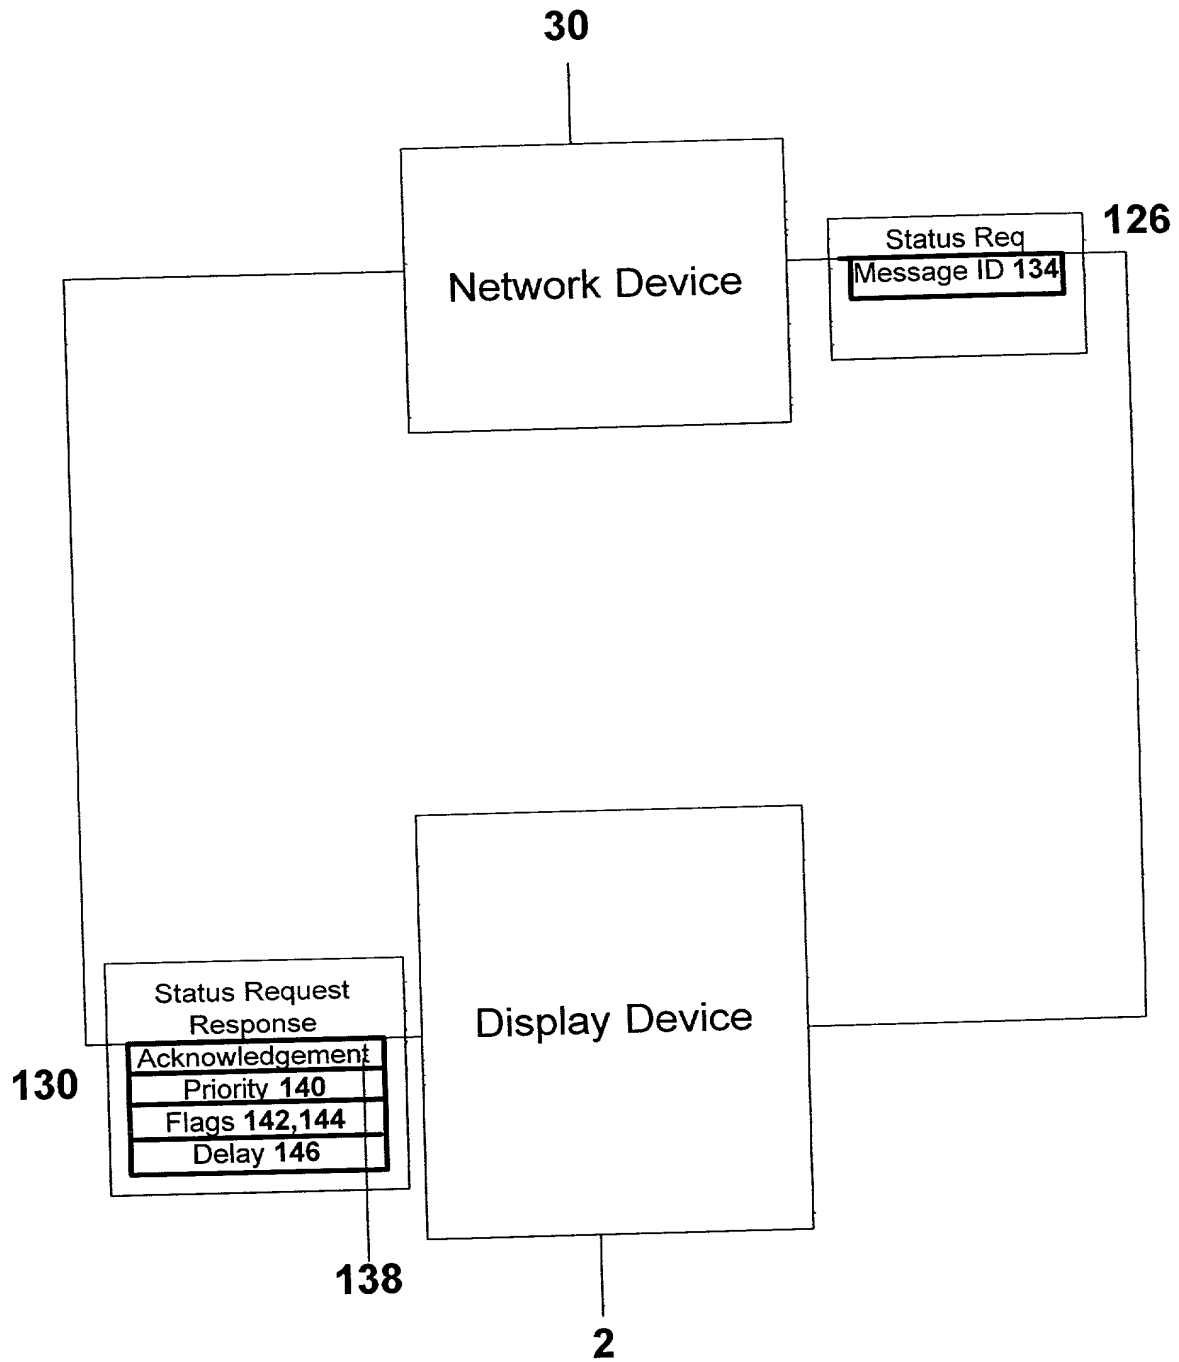 30
126
Status Req
Message ID 134
Network Device
Status Request
Response
Acknowledgement
Priority 140
Flags 142,144
Delay 146
130
Display Device
138
2